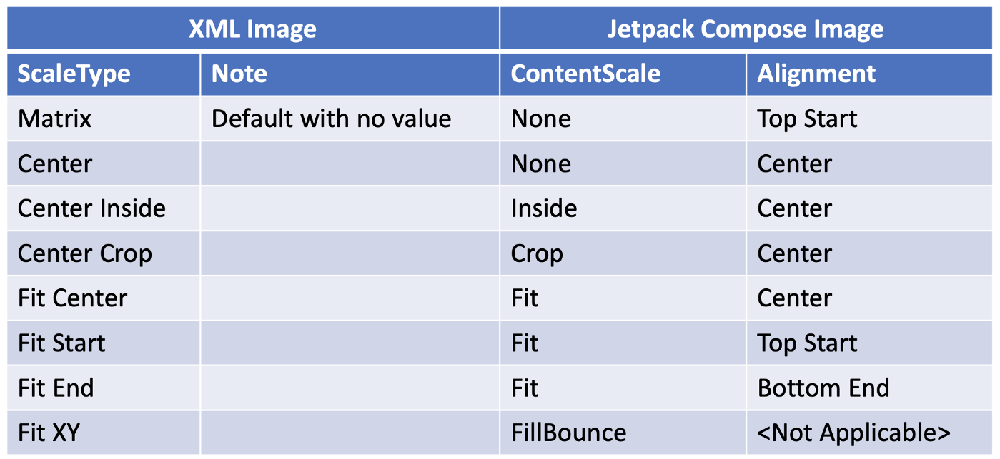 XML Image Jetpack Compose Image
ScaleType Note ContentScale Alignment
Matrix Default with no value None Top Start
Center None Center
Center Inside Inside Center
Center Crop Crop Center
Fit Center Fit Center
Fit Start Fit Top Start
Fit End Fit Bottom End
Fit XY FillBounce <Not Applicable>